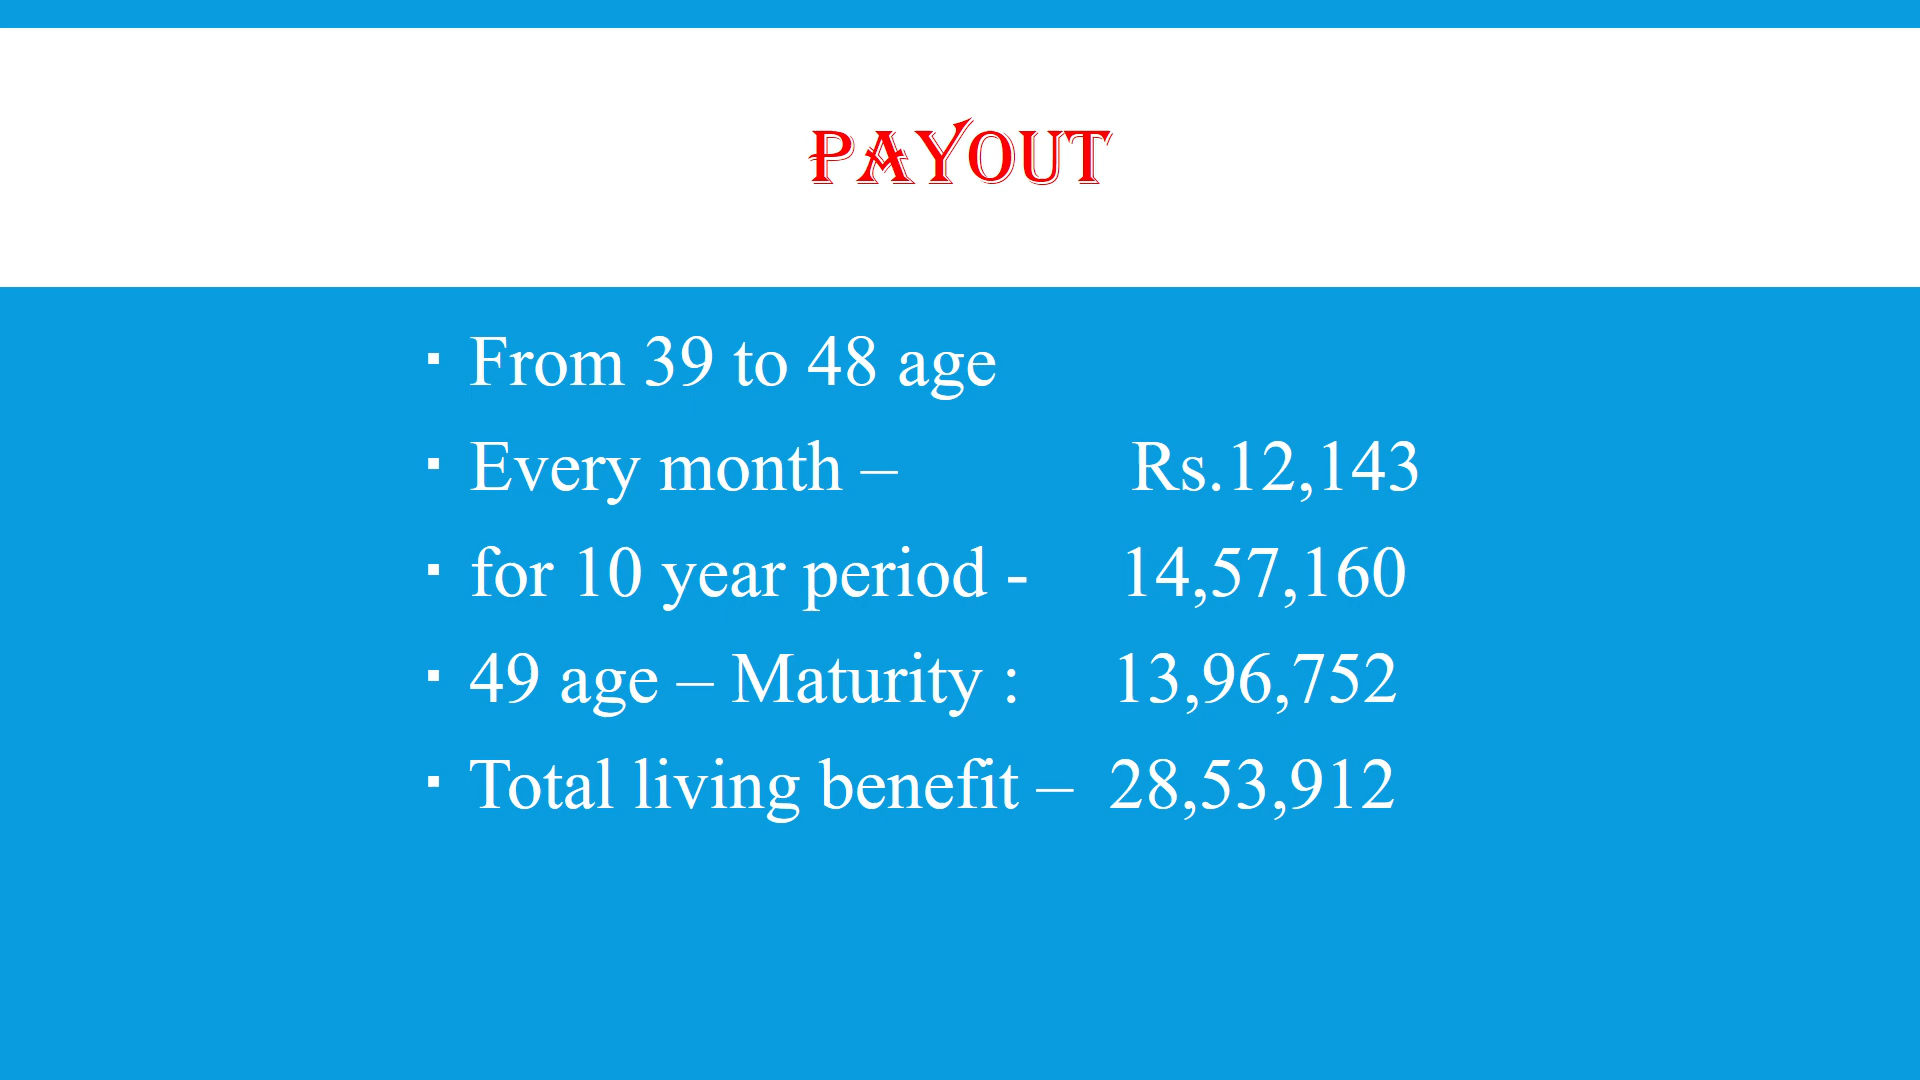 PAYOUT
▪ From 39 to 48 age
▪ Every month – Rs.12,143
▪ for 10 year period - 14,57,160
▪ 49 age – Maturity : 13,96,752
▪ Total living benefit – 28,53,912